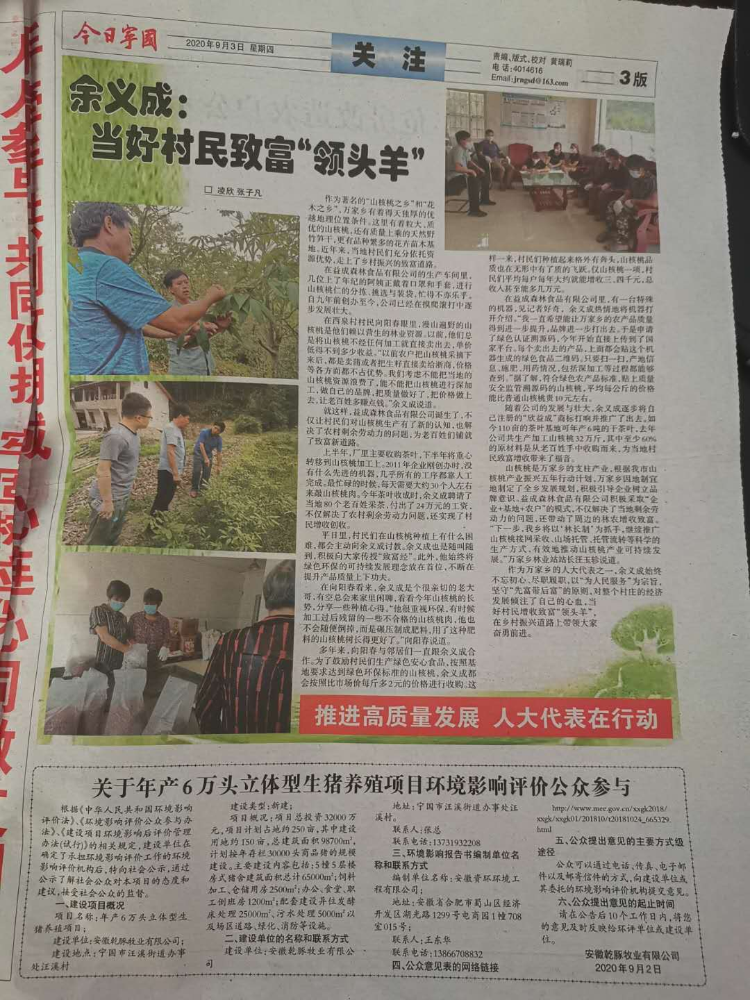 今日宁国
2020年9月3日 星期四
关 注
责编、版式、校对 黄瑞莉
电话:4014616
Email:jrngsd@163.com
3版
余义成：
当好村民致富“领头羊”
□ 凌欣 张子凡
作为著名的“山核桃之乡”和“花
木之乡”，万家乡有着得天独厚的优
越地理位置条件。这里有着粒大、质
优的山核桃，还有质量上乘的天然野
竹笋干，更有品种繁多的花卉苗木基
地。近年来，当地村民们充分依托资
源优势，走上了乡村振兴的致富道路。
在益成森林食品有限公司的生产车间里，
几位上了年纪的阿姨正戴着口罩和手套，进行
山核桃仁的分拣、挑选与装袋，忙得不亦乐乎。
自九年前创办至今，公司已经在摸爬滚打中逐
步发展壮大。
在西泉村村民向阳春眼里，漫山遍野的山
核桃是他们赖以营生的林业资源。以前，他们总
是将山核桃不经任何加工就直接卖出去，单价
低得不到多少收益。“以前农户把山核桃采摘下
来后，都是卖蒲或者把生籽直接卖给浙商，价格
等各方面都不占优势。我们考虑不能把当地的
山核桃资源浪费了，能不能把山核桃进行深加
工，做自己的品牌，把质量做好了，把价格做上
去，让老百姓多赚点钱。”余义成说道。
就这样，益成森林食品有限公司诞生了，不
仅让村民们对山核桃生产有了新的认知，也解
决了农村剩余劳动力的问题，为老百姓们铺就
了致富新道路。
上半年，厂里主要收购茶叶，下半年将重心
转移到山核桃加工上。2011年企业刚创办时，没
有什么先进的机器，几乎所有的工序都靠人工
完成。最忙碌的时候，每天需要大约30个人左右
来敲山核桃肉。今年茶叶收成时，余义成聘请了
当地80个老百姓采茶，付出了24万元的工资，
不仅解决了农村剩余劳动力问题，还实现了村
民增收创收。
平日里，村民们在山核桃种植上有什么困
难，都会主动向余义成讨教。余义成也是随叫随
到，积极向大家传授“致富经”。此外，他始终将
绿色环保的可持续发展理念放在首位，不断在
提升产品质量上下功夫。
在向阳春看来，余义成是个很亲切的老大
哥，有空总会来家里闲聊，看看今年山核桃的长
势，分享一些种植心得。“他很重视环保，有时候
加工过后残留的一些不合格的山核桃肉，他也
不会随便倒掉，而是碾压制成肥料，用了这种肥
料的山核桃树长得更好了。”向阳春说道。
多年来，向阳春与邻居们一直跟余义成合
作。为了鼓励村民们生产绿色安心食品，按照基
地要求达到绿色环保标准的山核桃，余义成都
会按照比市场价每斤多2元的价格进行收购。这
样一来，村民们种植起来格外有奔头，山核桃品
质也在无形中有了质的飞跃。仅山核桃一项，村
民们平均每户每年大约就能增收三、四千元，总
收入甚至能多几万元。
在益成森林食品有限公司里，有一台特殊
的机器，见记者好奇，余义成热情地将机器打
开介绍。“我一直希望能让万家乡的农产品质量
得到进一步提升，品牌进一步打出去。于是申请
了绿色认证溯源码，今年开始直接上传到了国
家平台。每个卖出去的产品，上面都会贴这个机
器生成的绿色食品二维码。只要扫一扫，产地信
息、施肥、用药情况，包括深加工等过程都能够
查到。”据了解，符合绿色农产品标准，贴上质量
安全监管溯源码的山核桃，平均每公斤的价格
能比普通山核桃贵10元左右。
随着公司的发展与壮大，余义成逐步将自
己注册的“欣益成”商标打响并推广了出去。如
今110亩的茶叶基地可年产6吨的干茶叶，去年
公司共生产加工山核桃32万斤，其中至少60%
的原材料是从老百姓手中收购而来，为当地村
民致富增收带来了福音。
山核桃是万家乡的支柱产业，根据我市山
核桃产业振兴五年行动计划，万家乡因地制宜
地制定了全乡发展规划，积极引导企业树立品
牌意识。益成森林食品有限公司积极采取“企
业+基地+农户”的模式，不仅解决了当地剩余劳
动力的问题，还带动了周边的林农增收致富。
“下一步，我乡将以‘林长制’为抓手，继续推广
山核桃接网采收、山场托管、托管流转等科学的
生产方式，有效地推动山核桃产业可持续发
展。”万家乡林业站站长汪玉轸说道。
作为万家乡的人大代表之一，余义成始终
不忘初心、尽职履职，以“为人民服务”为宗旨，
坚守“先富带后富”的原则，对整个村庄的经济
发展倾注了自己的心血，当
好村民增收致富“领头羊”，
在乡村振兴道路上带领大家
奋勇前进。
推进高质量发展 人大代表在行动
关于年产6万头立体型生猪养殖项目环境影响评价公众参与
根据《中华人民共和国环境影响
评价法》、《环境影响评价公众参与办
法》、《建设项目环境影响后评价管理
办法(试行)》的相关规定，建设单位在
确定了承担环境影响评价工作的环境
影响评价机构后，特向社会公示，通过
公示了解社会公众对本项目的态度和
建议，接受社会公众的监督。
一、建设项目概况
项目名称：年产6万头立体型生
猪养殖项目；
建设单位：安徽乾豚牧业有限公司；
建设地点：宁国市汪溪街道办事
处汪溪村
建设类型：新建；
项目概况：项目总投资32000万
元，项目计划占地约250亩，其中建设
用地约150亩，总建筑面积98700m²，
计划按年存栏30000头商品猪的规模
建设。主要建设内容包括：5幢5层楼
房式猪舍建筑面积总计65000m²；饲料
加工、仓储用房2500m²；办公、食堂、职
工倒班房1200m²；配套建设异位发酵
床处理25000m²、污水处理5000m²以
及场区道路、绿化、消防等设施。
二、建设单位的名称和联系方式
建设单位：安徽乾豚牧业有限公
司
地址：宁国市汪溪街道办事处汪
溪村。
联系人：张总
联系电话:13731932208
三、环境影响报告书编制单位名
称和联系方式
编制单位名称：安徽资环环境工
程有限公司；
地址：安徽省合肥市蜀山区经济
开发区湖光路1299号电商园1幢708
室015号；
联系人：王东华
联系电话:13866708832
四、公众意见表的网络链接
http://www.mee.gov.cn/xxgk2018/
xxgk/xxgk01/201810/t20181024_665329.
html
五、公众提出意见的主要方式级
途径
公众可以通过电话、传真、电子邮
件以及邮寄信件的方式，向建设单位或
其委托的环境影响评价机构提交意见。
六、公众提出意见的起止时间
请在公告后10个工作日内，将您
的意见及时反映给环评单位或建设单
位。
安徽乾豚牧业有限公司
2020年9月2日